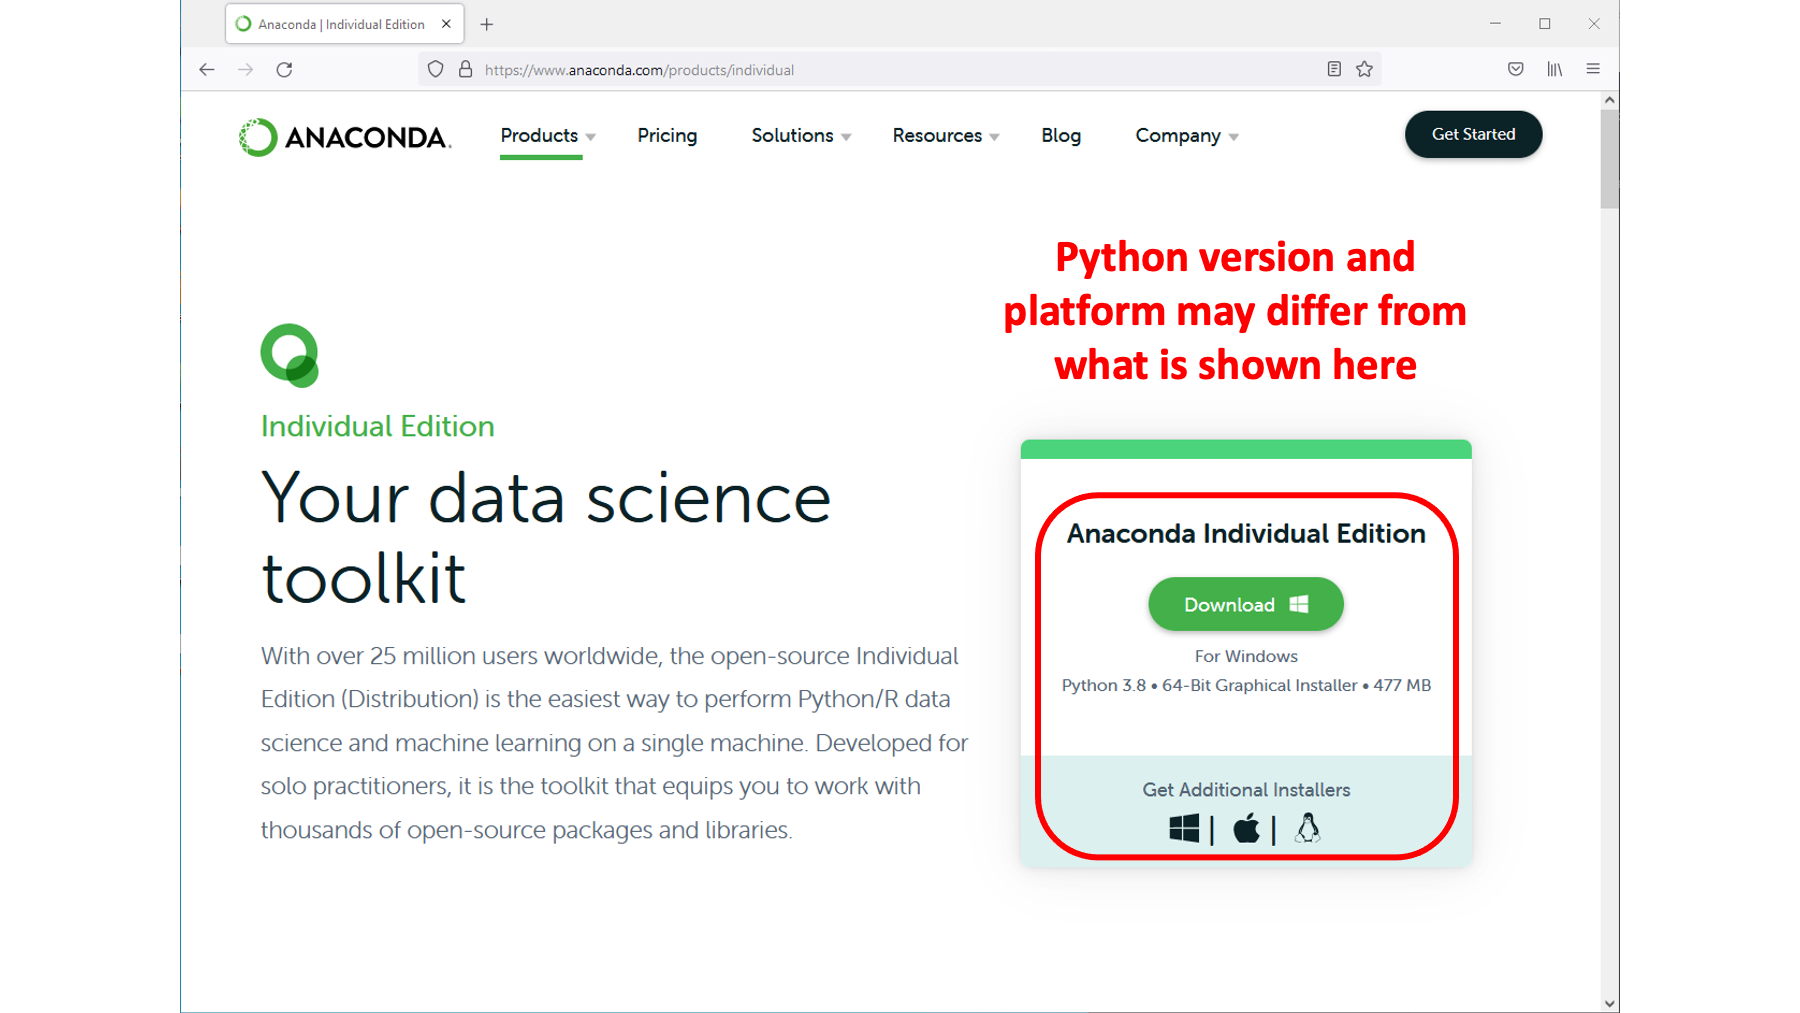 Anaconda | Individual Edition
https://www.anaconda.com/products/individual
ANACONDA.
Products
Pricing
Solutions
Resources
Blog
Company
Get Started
Python version and
platform may differ from
what is shown here
Individual Edition
Your data science
toolkit
With over 25 million users worldwide, the open-source Individual
Edition (Distribution) is the easiest way to perform Python/R data
science and machine learning on a single machine. Developed for
solo practitioners, it is the toolkit that equips you to work with
thousands of open-source packages and libraries.
Anaconda Individual Edition
Download
For Windows
Python 3.8 • 64-Bit Graphical Installer • 477 MB
Get Additional Installers